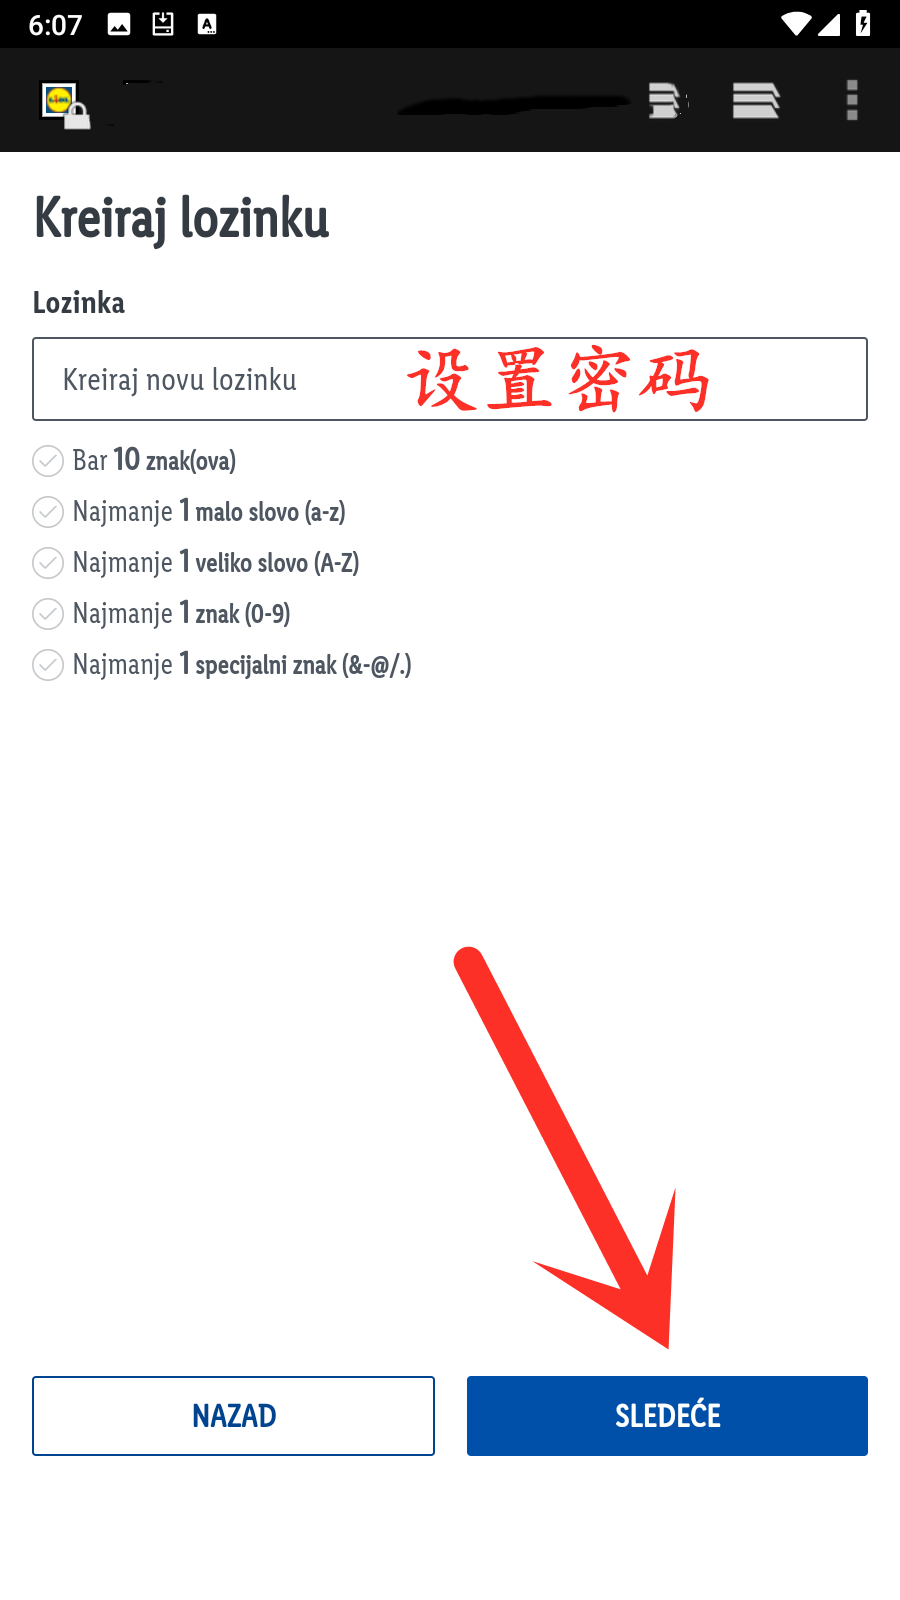 6:07
Kreiraj lozinku
Lozinka
Kreiraj novu lozinku 设置密码
Bar 10 znak(ova)
Najmanje 1 malo slovo (a-z)
Najmanje 1 veliko slovo (A-Z)
Najmanje 1 znak (0-9)
Najmanje 1 specijalni znak (&-@/.)
NAZAD SLEDEĆE